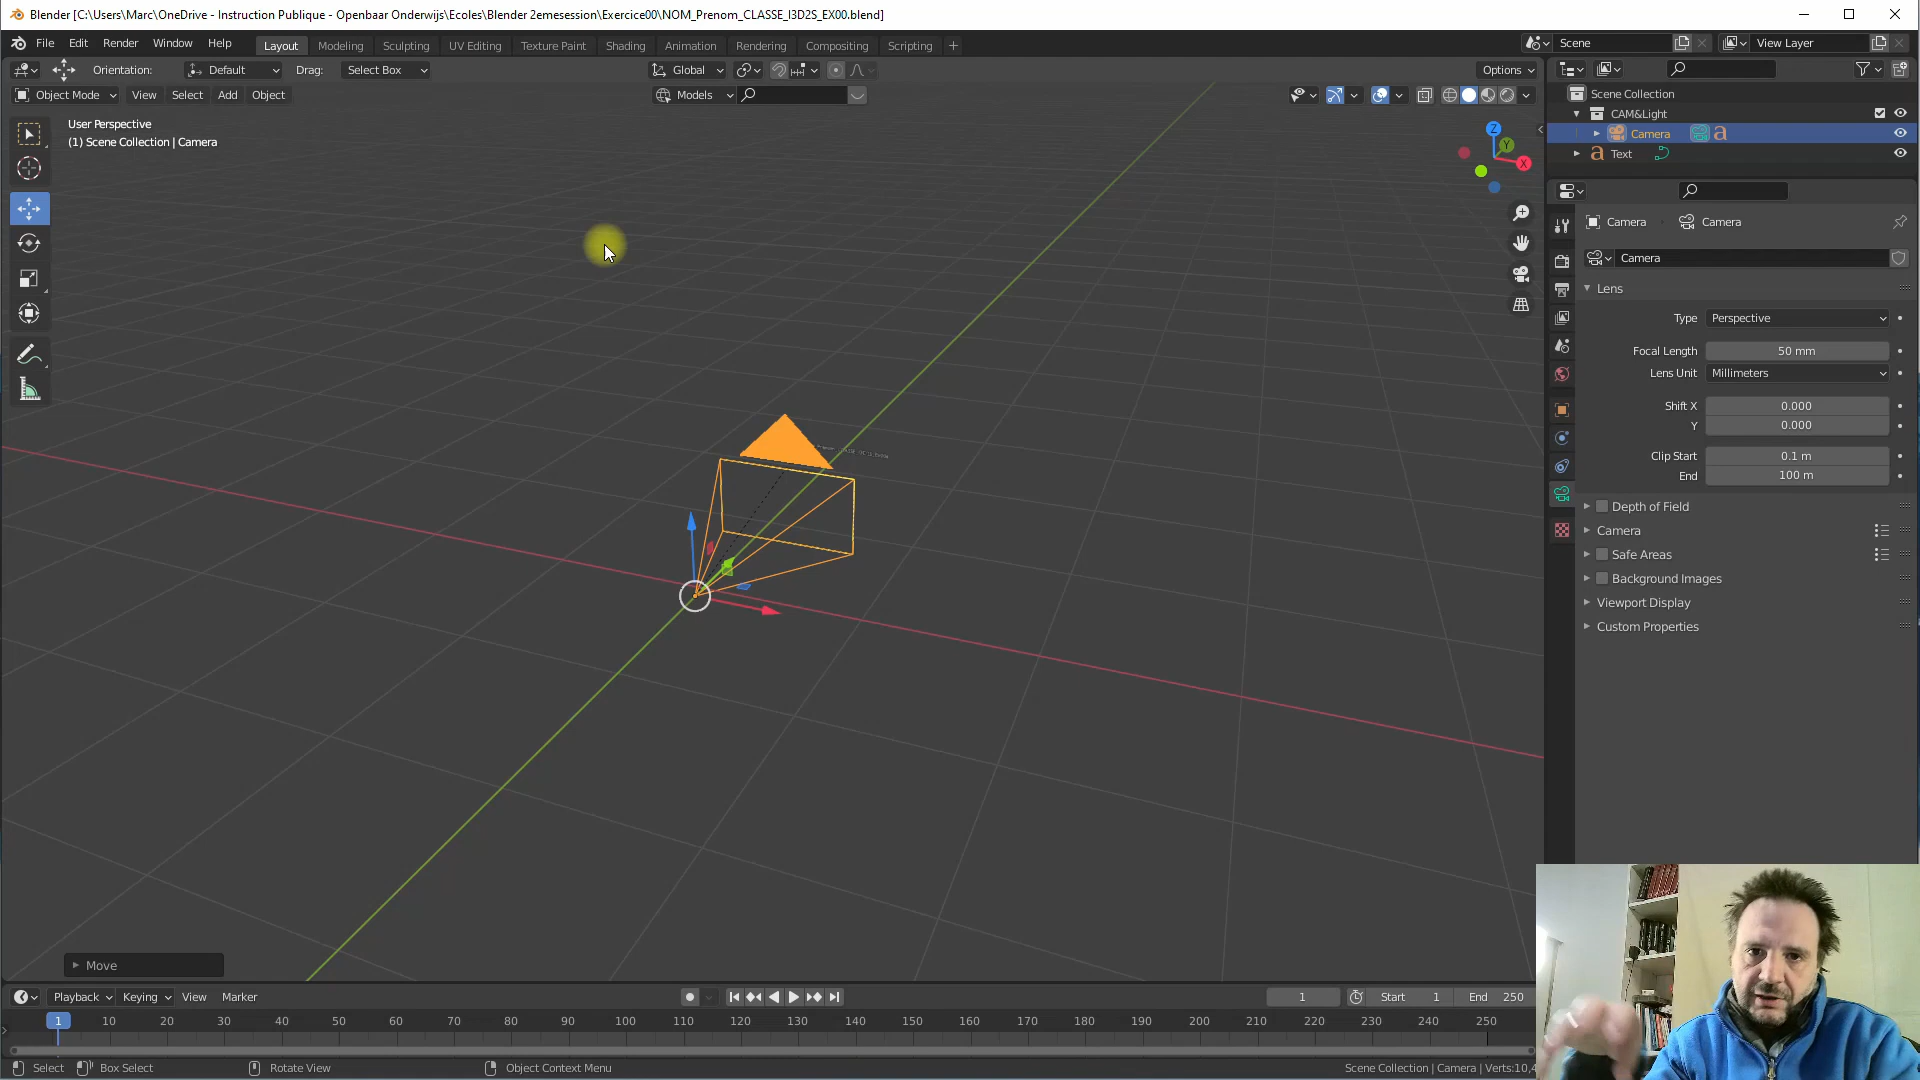 Blender [C:\Users\Marc\OneDrive - Instruction Publique - Openbaar Onderwijs\Ecoles\Blender 2emesession\Exercice00\NOM_Prenom_CLASSE_I3D2S_EX00.blend]
File Edit Render Window Help Layout Modeling Sculpting UV Editing Texture Paint Shading Animation Rendering Compositing Scripting + Scene View Layer
Orientation: Default Drag: Select Box Global Options
Object Mode View Select Add Object Models
Scene Collection
CAM&Light
Camera
Text
User Perspective
(1) Scene Collection | Camera
Z
Y
X
Camera Camera
Camera
Lens
Type Perspective
Focal Length 50 mm
Lens Unit Millimeters
Shift X 0.000
Y 0.000
Clip Start 0.1 m
End 100 m
Depth of Field
Camera
Safe Areas
Background Images
Viewport Display
Custom Properties
Move
Playback Keying View Marker 1 Start 1 End 250
1 10 20 30 40 50 60 70 80 90 100 110 120 130 140 150 160 170 180 190 200 210 220 230 240 250
Select Box Select Rotate View Object Context Menu Scene Collection | Camera | Verts:10,4